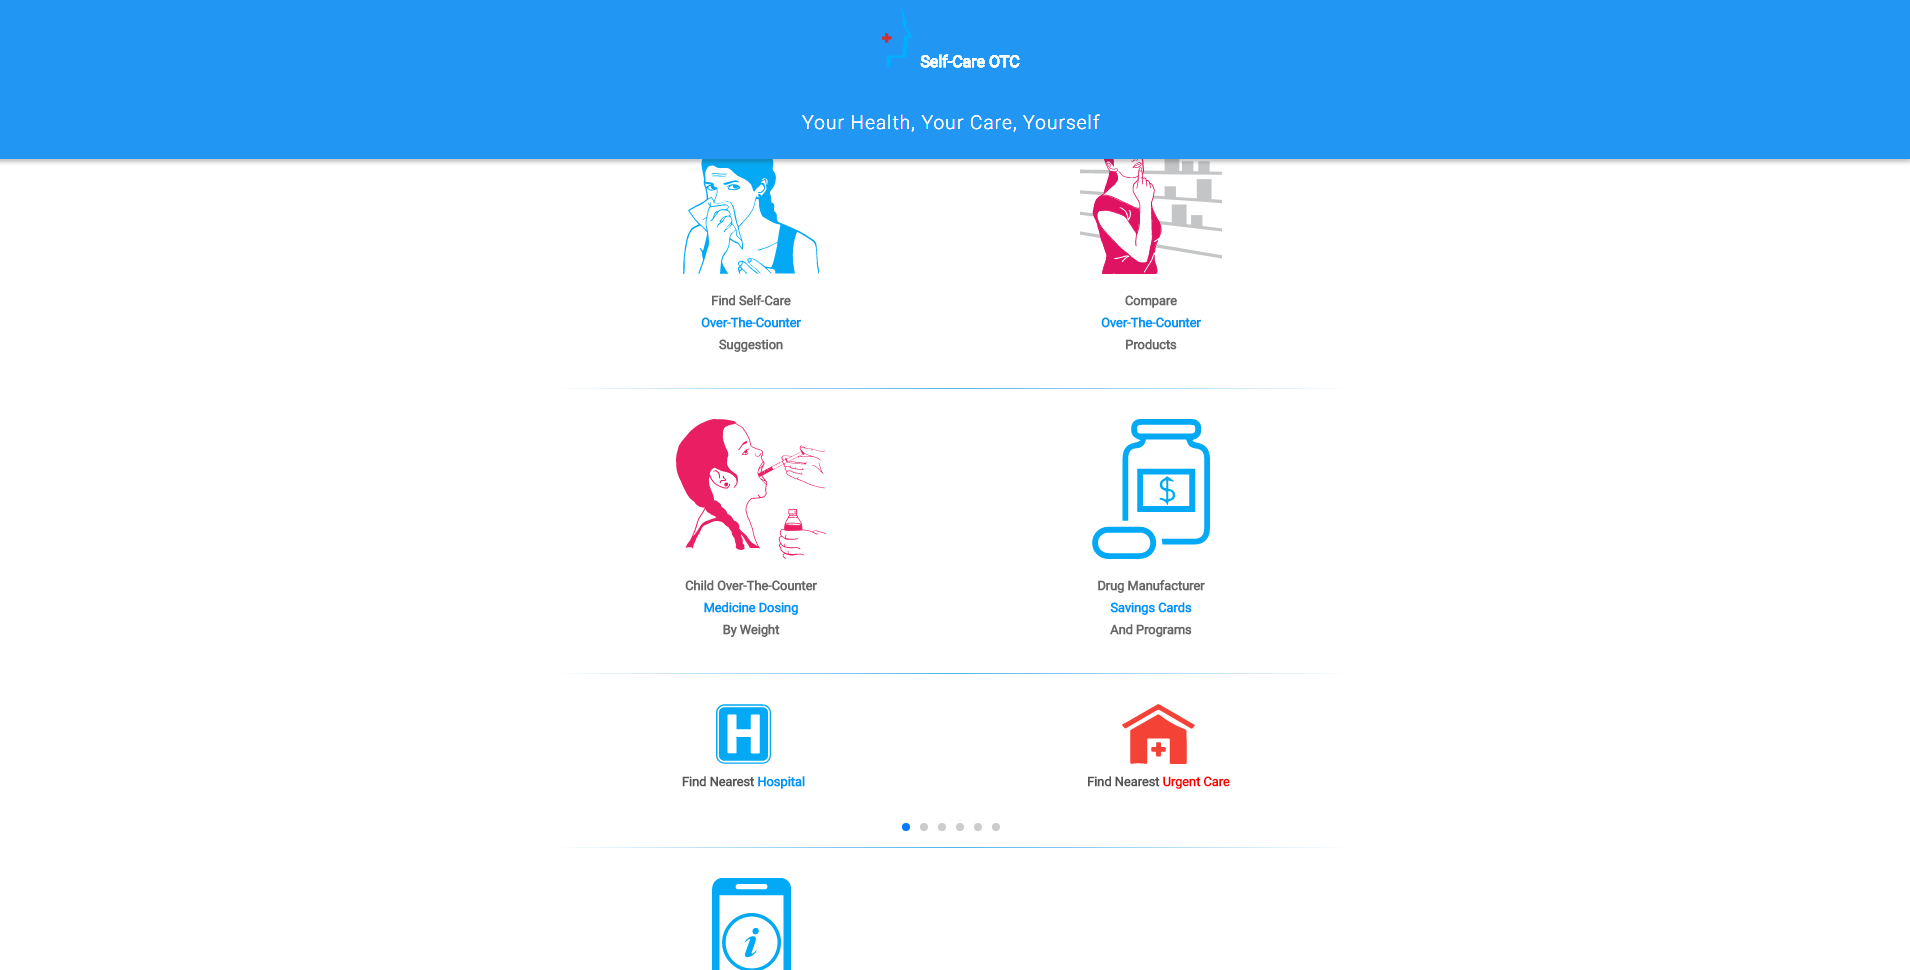 Self-Care OTC
Your Health, Your Care, Yourself
Find Self-Care
Over-The-Counter
Suggestion
Compare
Over-The-Counter
Products
$
Child Over-The-Counter
Medicine Dosing
By Weight
Drug Manufacturer
Savings Cards
And Programs
H
Find Nearest Hospital
Find Nearest Urgent Care
i